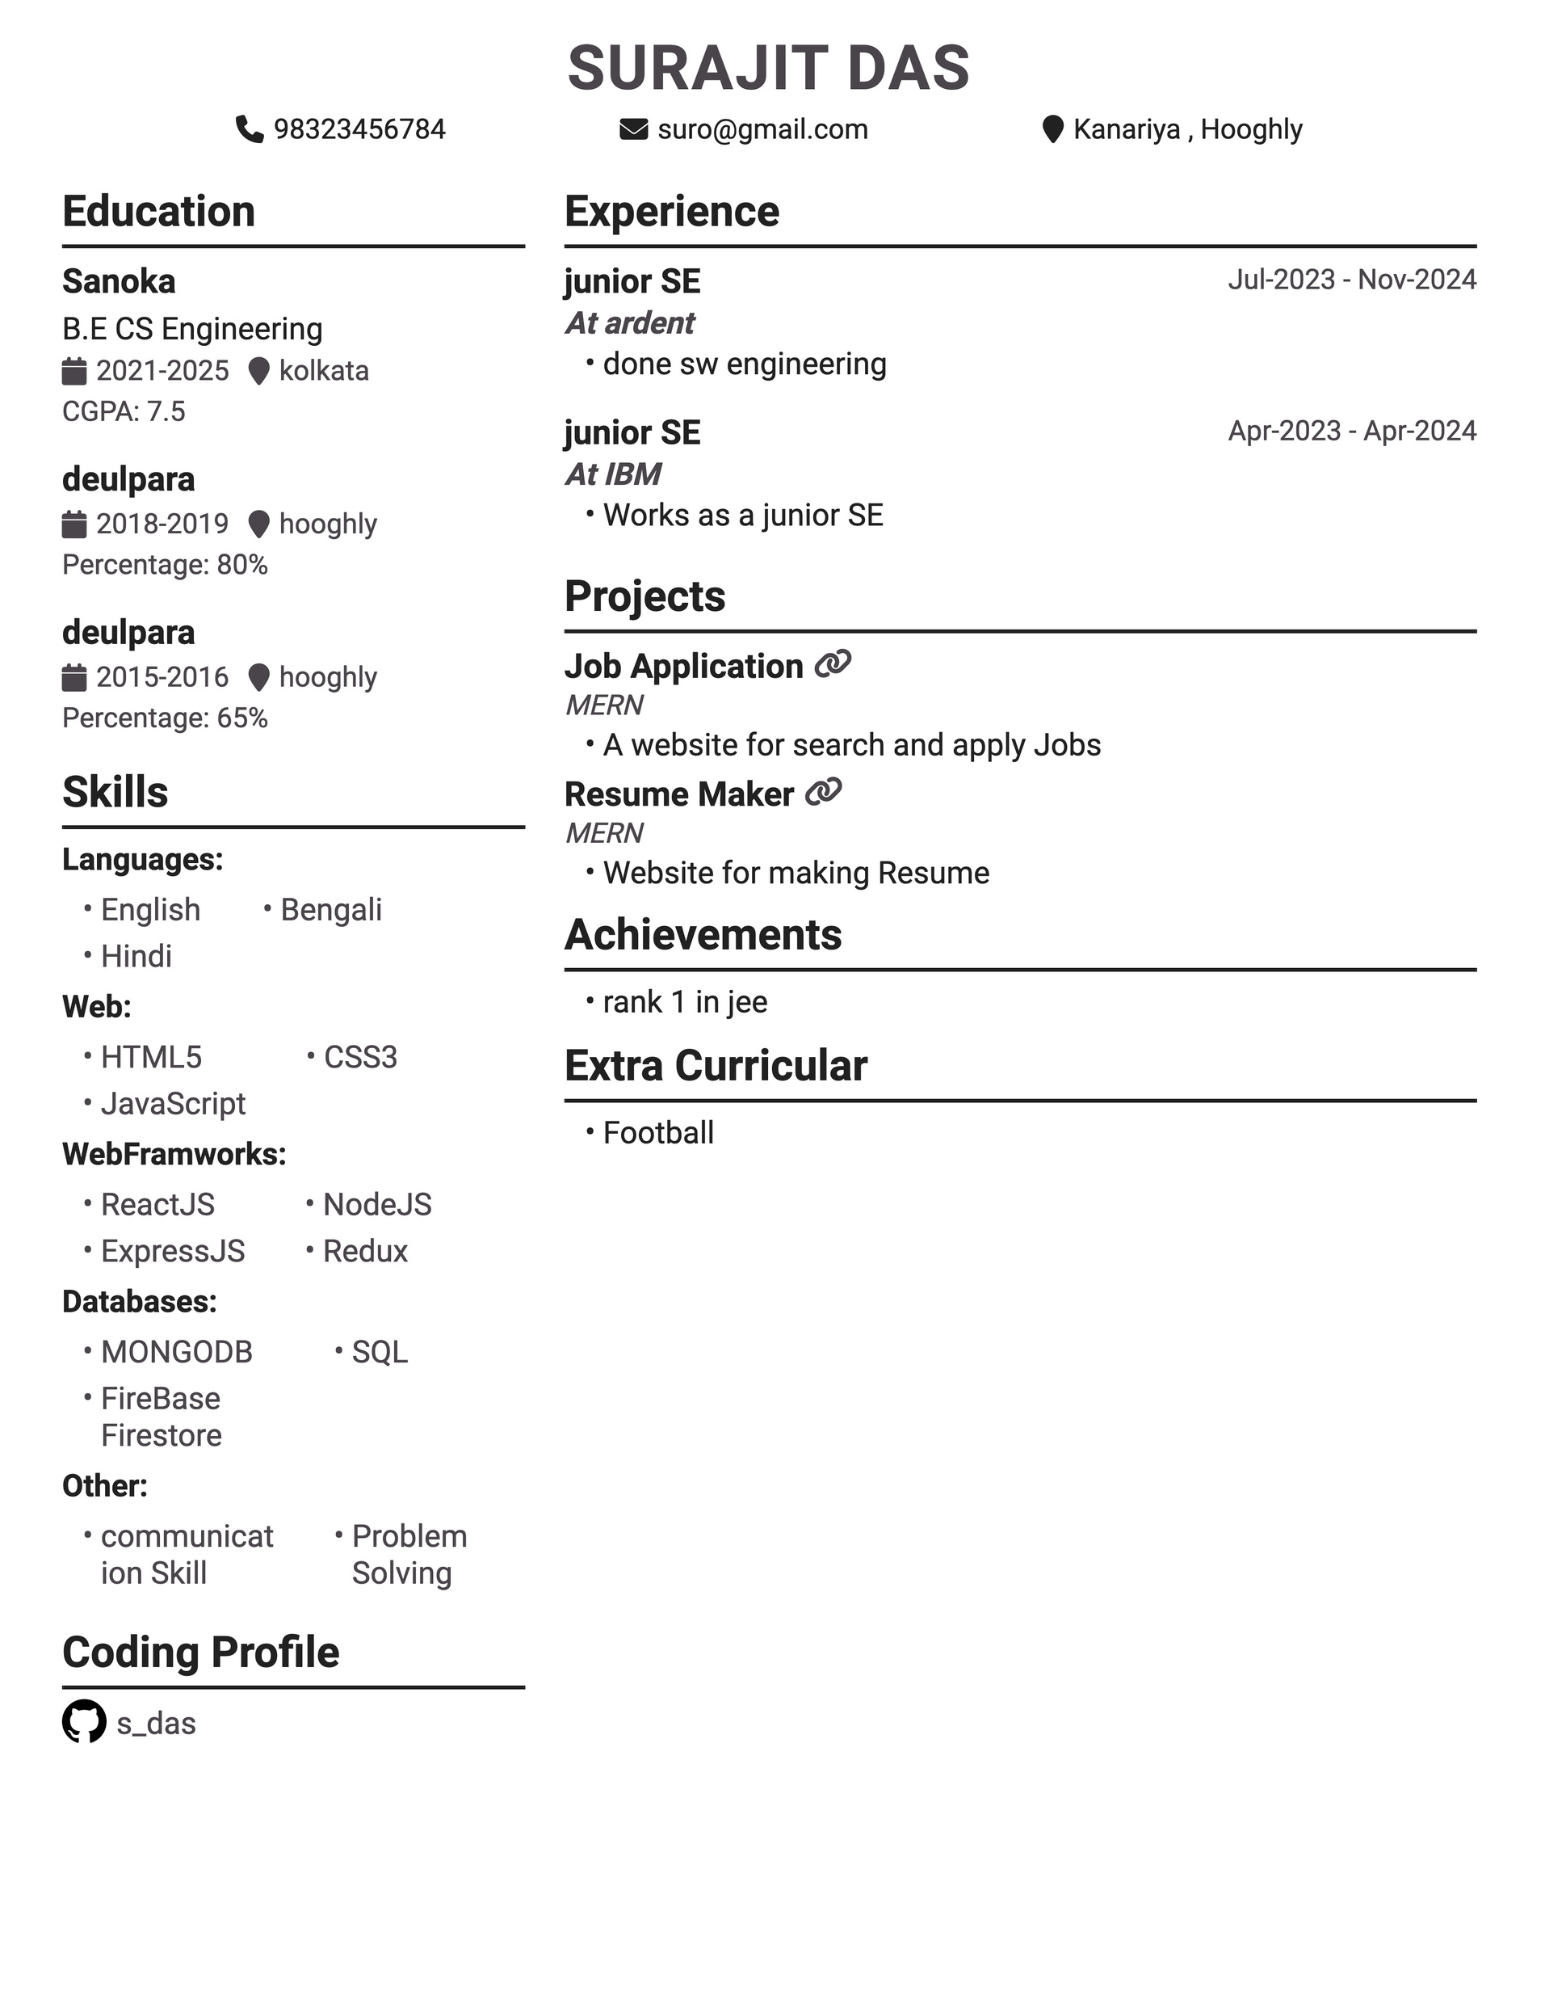 SURAJIT DAS
98323456784 suro@gmail.com Kanariya , Hooghly
Education
Sanoka
B.E CS Engineering
2021-2025 kolkata
CGPA: 7.5
deulpara
2018-2019 hooghly
Percentage: 80%
deulpara
2015-2016 hooghly
Percentage: 65%
Skills
Languages:
• English • Bengali
• Hindi
Web:
• HTML5 • CSS3
• JavaScript
WebFramworks:
• ReactJS • NodeJS
• ExpressJS • Redux
Databases:
• MONGODB • SQL
• FireBase
Firestore
Other:
• communicat • Problem
ion Skill Solving
Coding Profile
s_das
Experience
junior SE Jul-2023 - Nov-2024
At ardent
• done sw engineering
junior SE Apr-2023 - Apr-2024
At IBM
• Works as a junior SE
Projects
Job Application
MERN
• A website for search and apply Jobs
Resume Maker
MERN
• Website for making Resume
Achievements
• rank 1 in jee
Extra Curricular
• Football